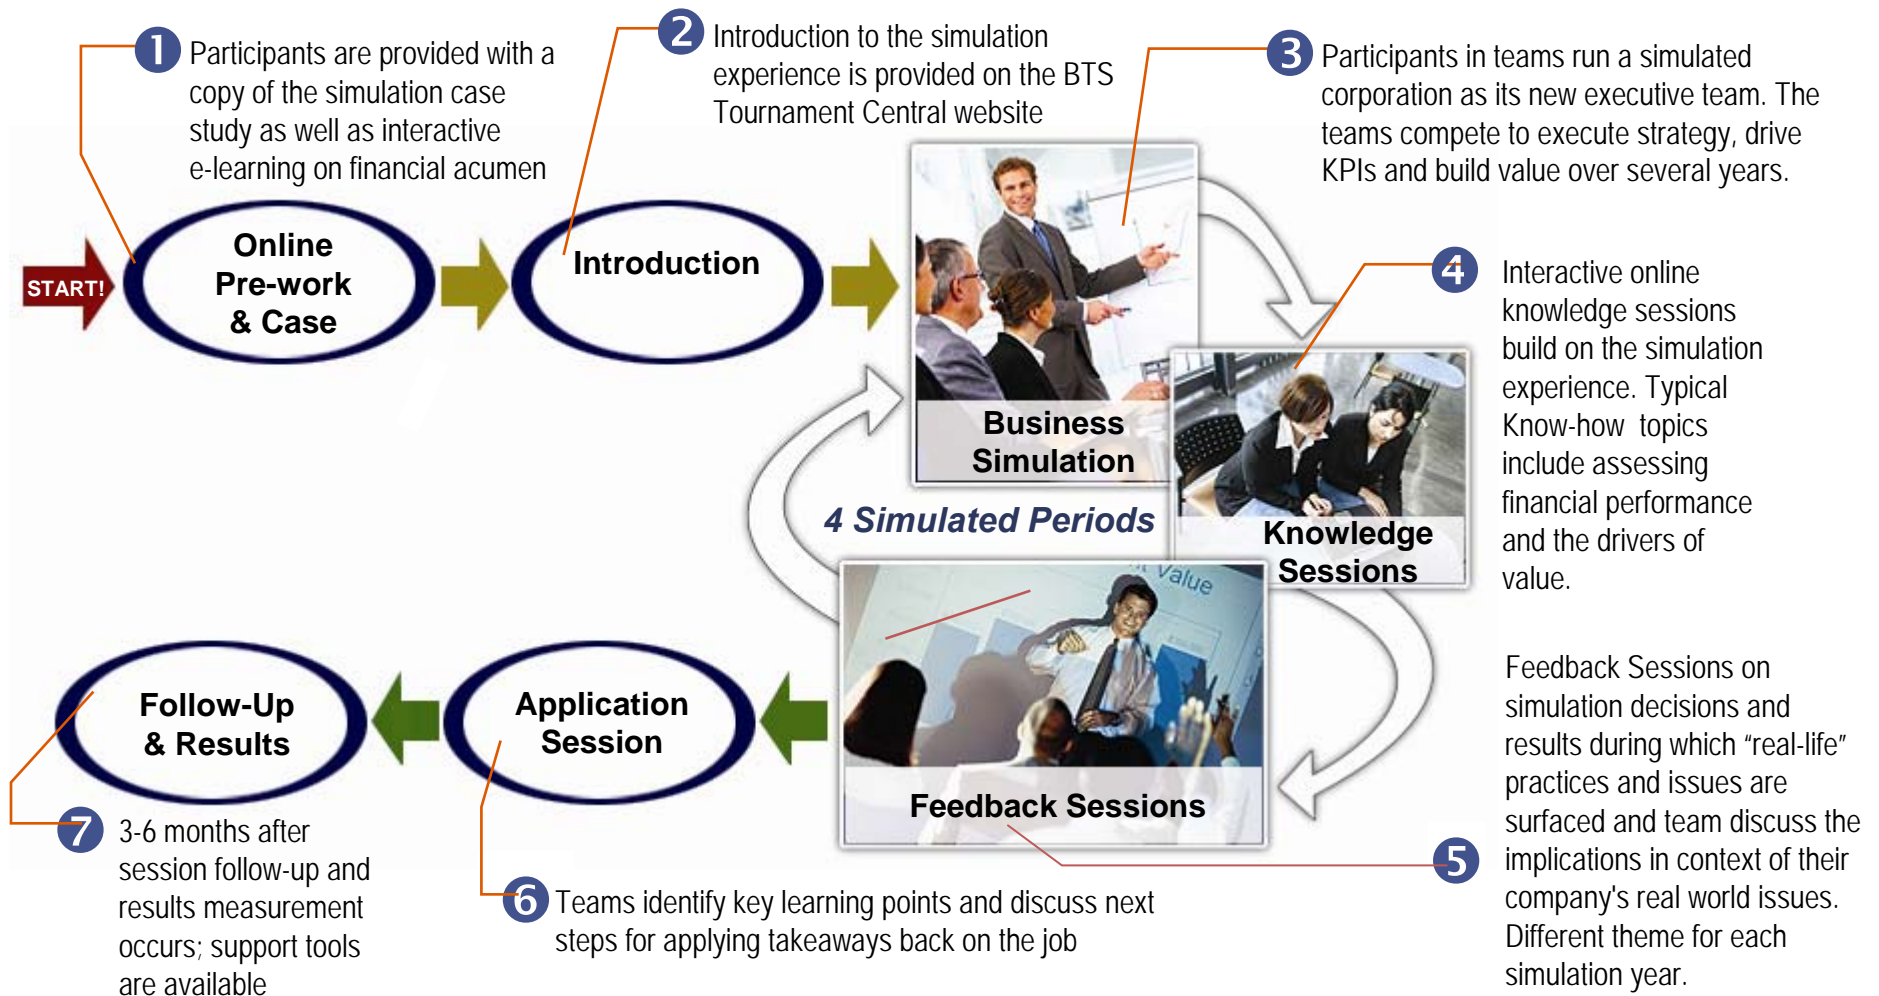 1 Participants are provided with a
copy of the simulation case
study as well as interactive
e-learning on financial acumen
2 Introduction to the simulation
experience is provided on the BTS
Tournament Central website
3 Participants in teams run a simulated
corporation as its new executive team. The
teams compete to execute strategy, drive
KPIs and build value over several years.
START!
Online
Pre-work
& Case
Introduction
Business
Simulation
4 Interactive online
knowledge sessions
build on the simulation
experience. Typical
Know-how topics
include assessing
financial performance
and the drivers of
value.
4 Simulated Periods
Knowledge
Sessions
Value
Feedback Sessions
5 Feedback Sessions on
simulation decisions and
results during which “real-life”
practices and issues are
surfaced and team discuss the
implications in context of their
company's real world issues.
Different theme for each
simulation year.
Application
Session
6 Teams identify key learning points and discuss next
steps for applying takeaways back on the job
Follow-Up
& Results
7 3-6 months after
session follow-up and
results measurement
occurs; support tools
are available